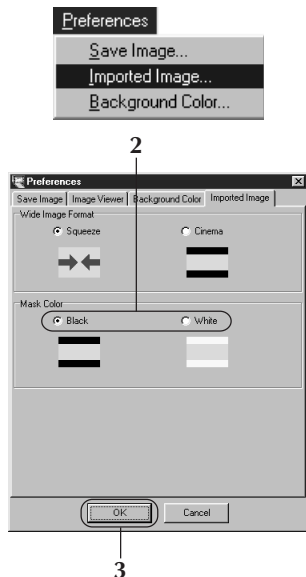 Preferences
Save Image...
Imported Image...
Background Color...
2
Preferences
Save Image Image Viewer Background Color Imported Image
Wide Image Format
Squeeze Cinema
Mask Color
Black White
OK Cancel
3